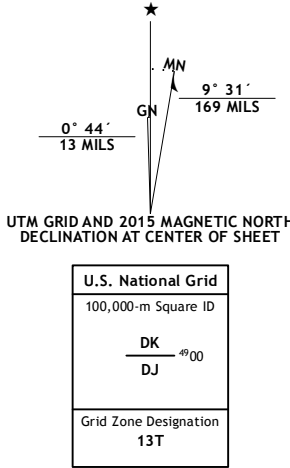 MN
GN
9° 31´
169 MILS
0° 44´
13 MILS
UTM GRID AND 2015 MAGNETIC NORTH
DECLINATION AT CENTER OF SHEET
U.S. National Grid
100,000-m Square ID
DK
4900
DJ
Grid Zone Designation
13T